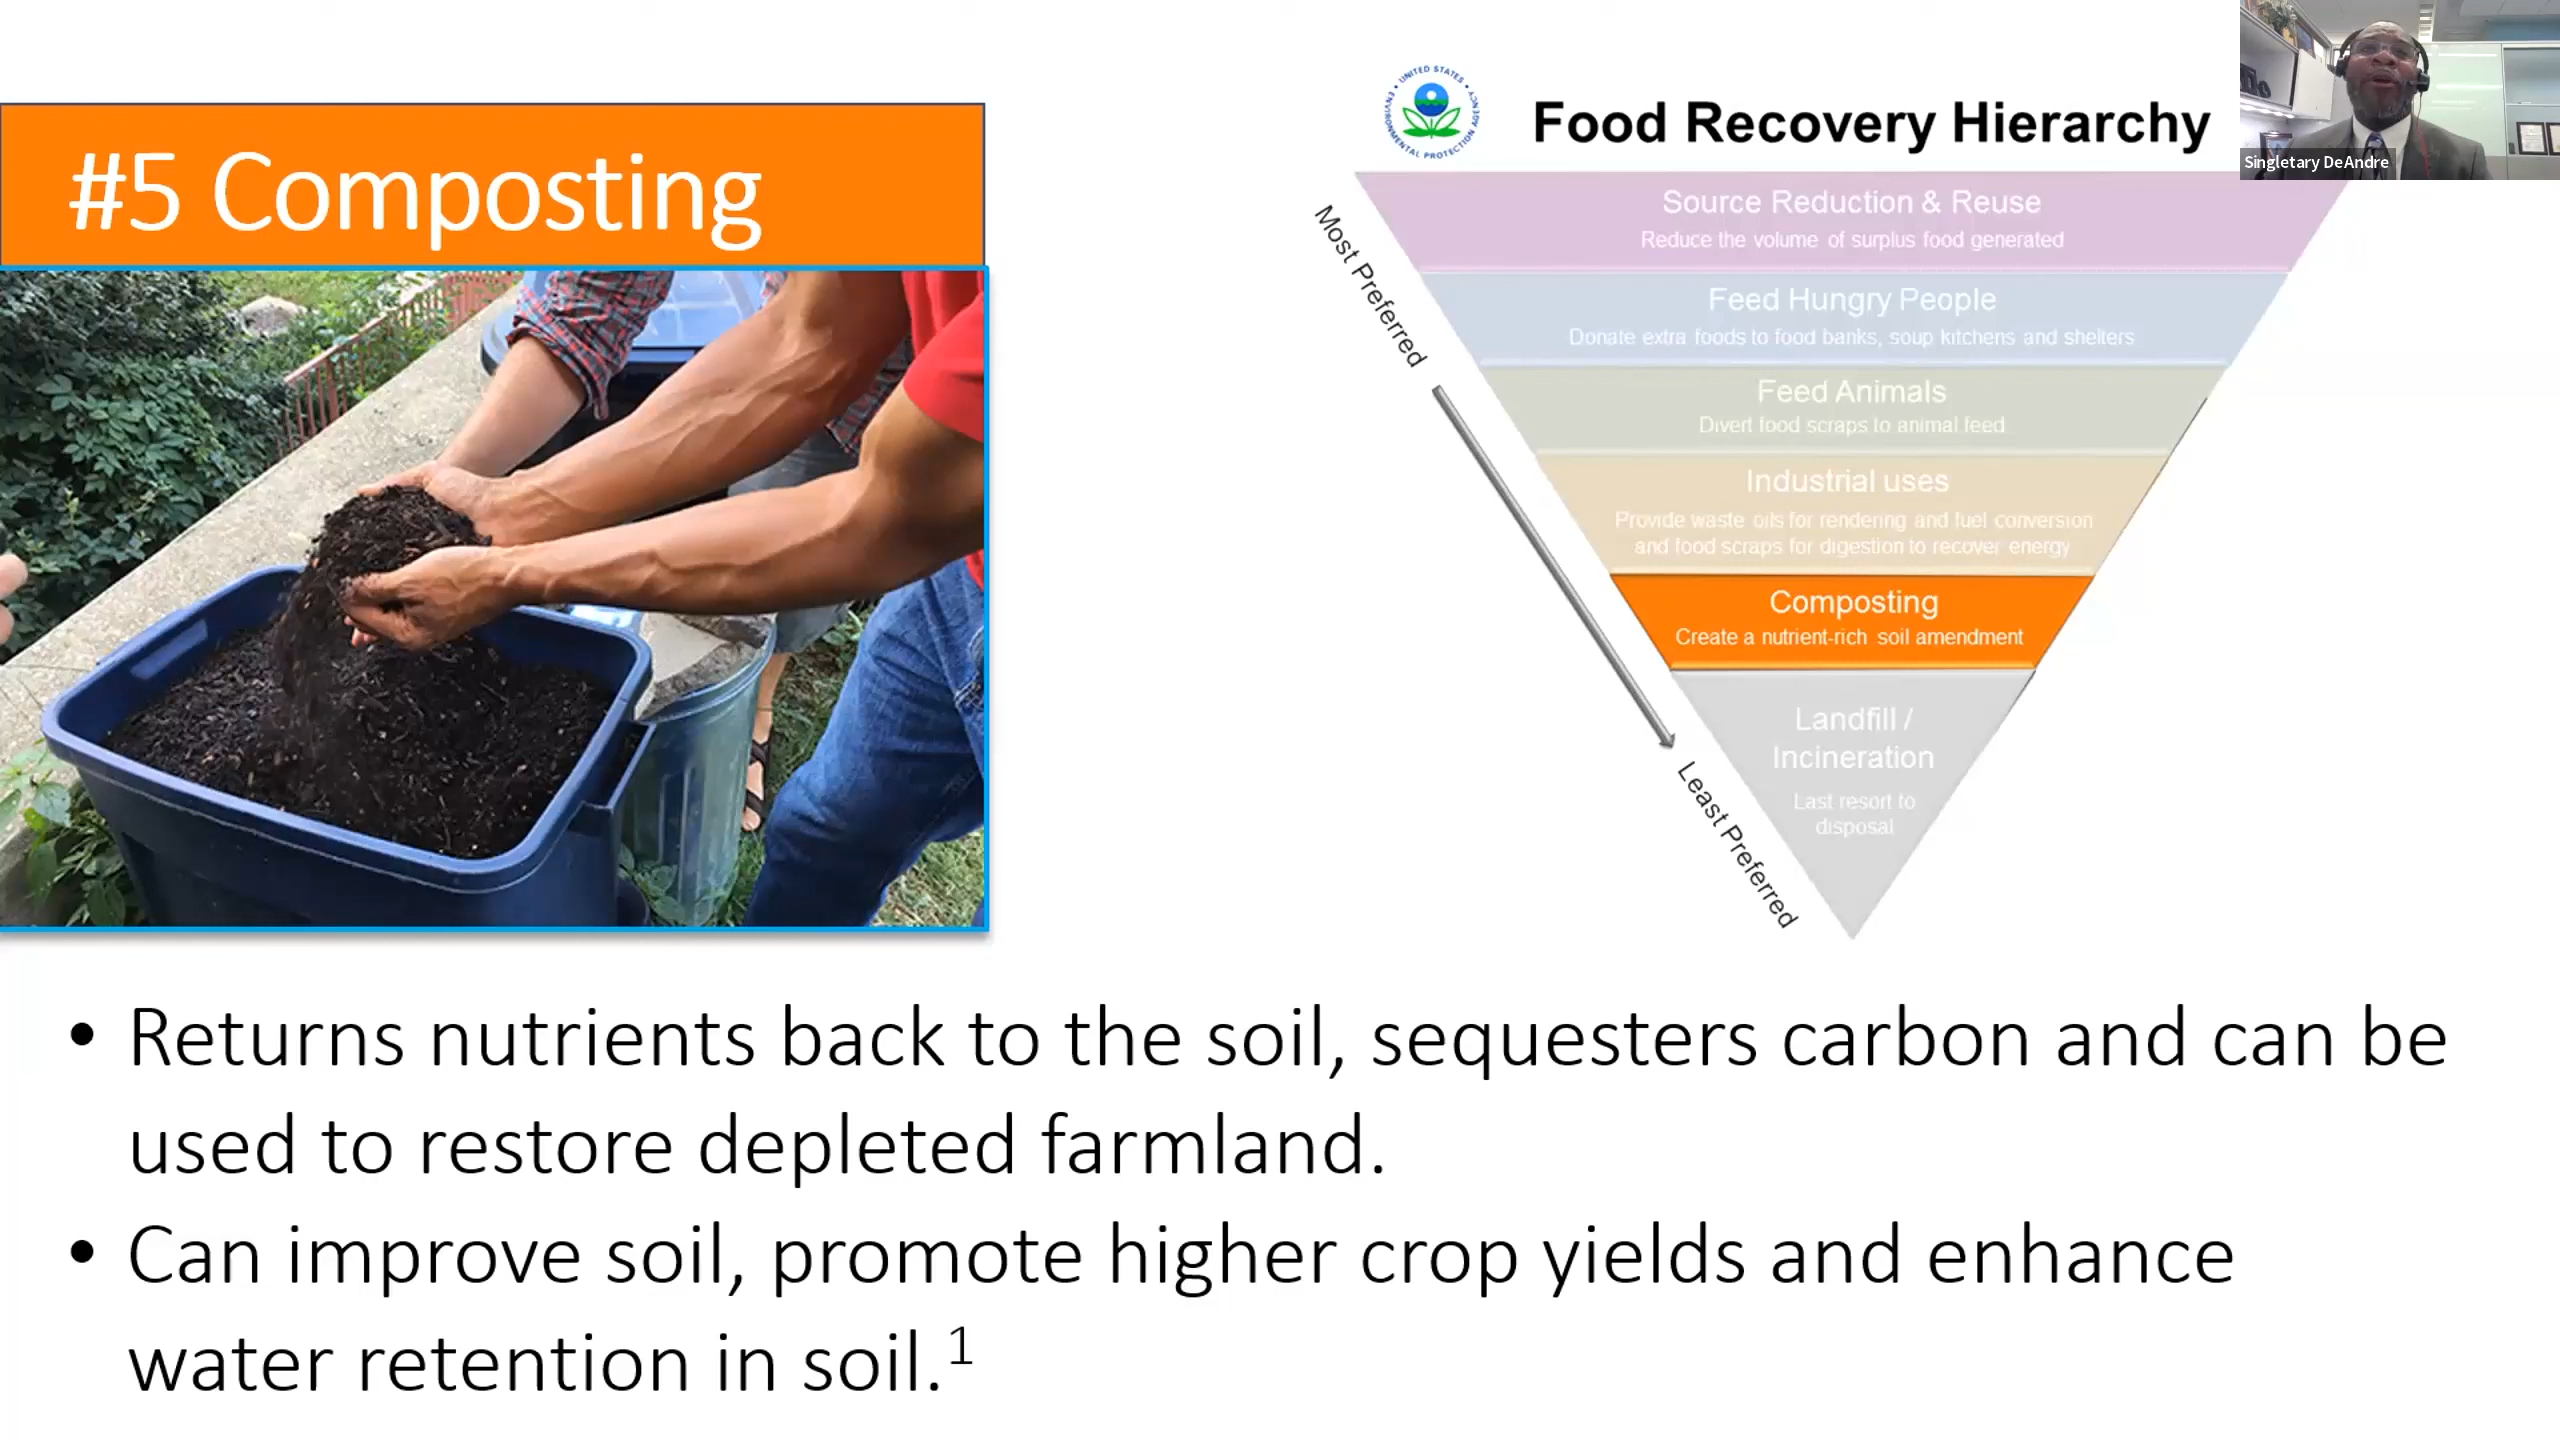 #5 Composting
UNITED STATES
ENVIRONMENTAL PROTECTION AGENCY
Food Recovery Hierarchy
Singletary DeAndre
Most Preferred
Source Reduction & Reuse
Reduce the volume of surplus food generated
Feed Hungry People
Donate extra foods to food banks, soup kitchens and shelters
Feed Animals
Divert food scraps to animal feed
Industrial uses
Provide waste oils for rendering and fuel conversion
and food scraps for digestion to recover energy
Composting
Create a nutrient-rich soil amendment
Landfill /
Incineration
Last resort to
disposal
Least Preferred
• Returns nutrients back to the soil, sequesters carbon and can be
used to restore depleted farmland.
• Can improve soil, promote higher crop yields and enhance
water retention in soil.¹